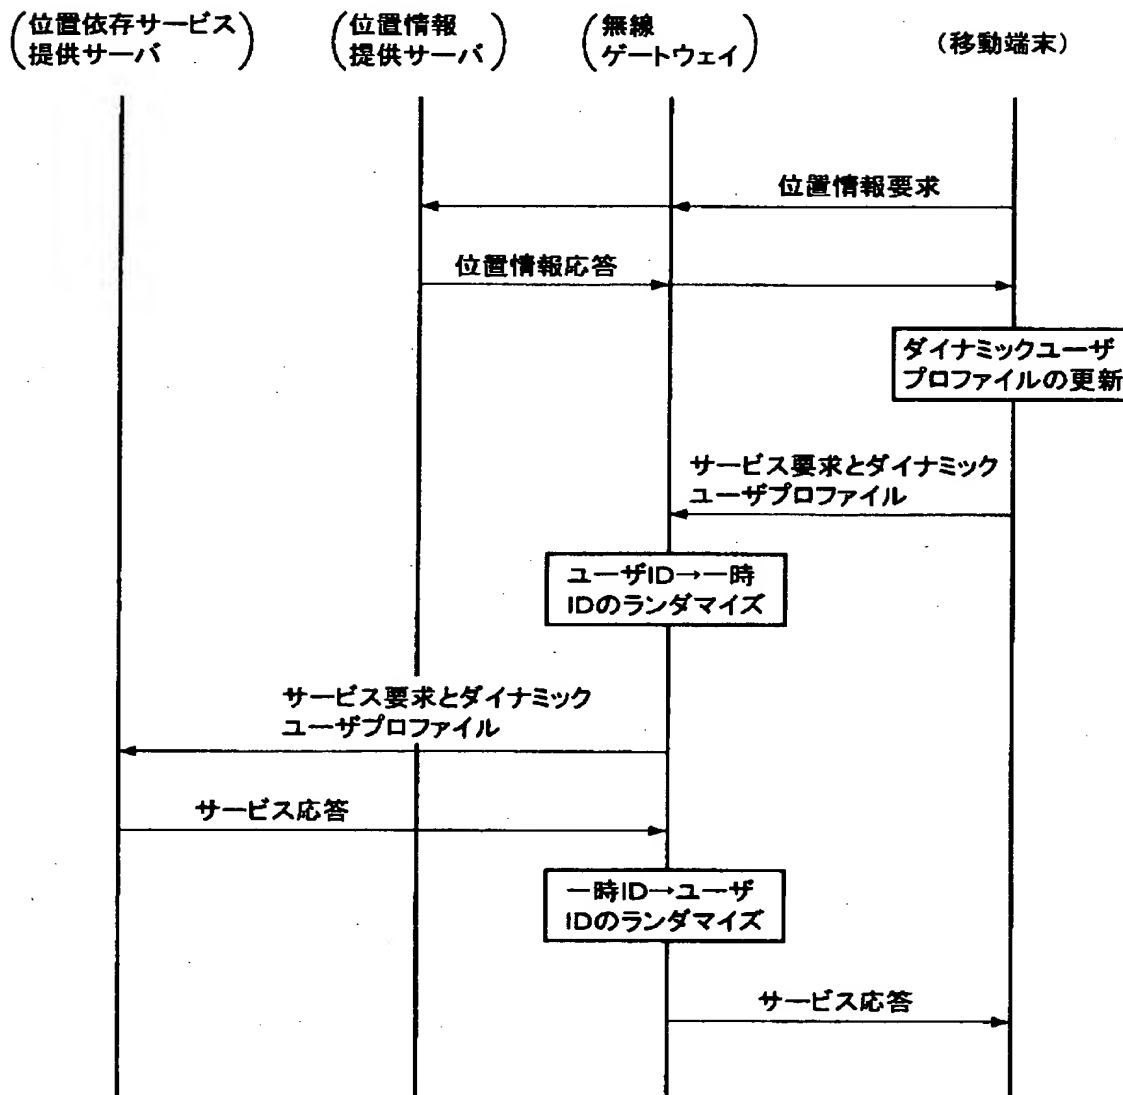 (位置依存サービス
提供サーバ)
(位置情報
提供サーバ)
(無線
ゲートウェイ)
(移動端末)
位置情報要求
位置情報応答
ダイナミックユーザ
プロファイルの更新
サービス要求とダイナミック
ユーザプロファイル
ユーザID→一時
IDのランダマイズ
サービス要求とダイナミック
ユーザプロファイル
サービス応答
一時ID→ユーザ
IDのランダマイズ
サービス応答